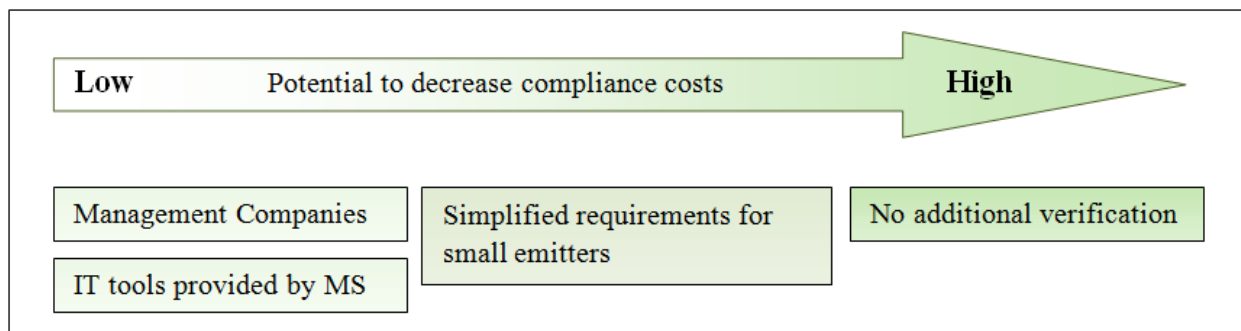 Low Potential to decrease compliance costs High
Management Companies
IT tools provided by MS
Simplified requirements for
small emitters
No additional verification